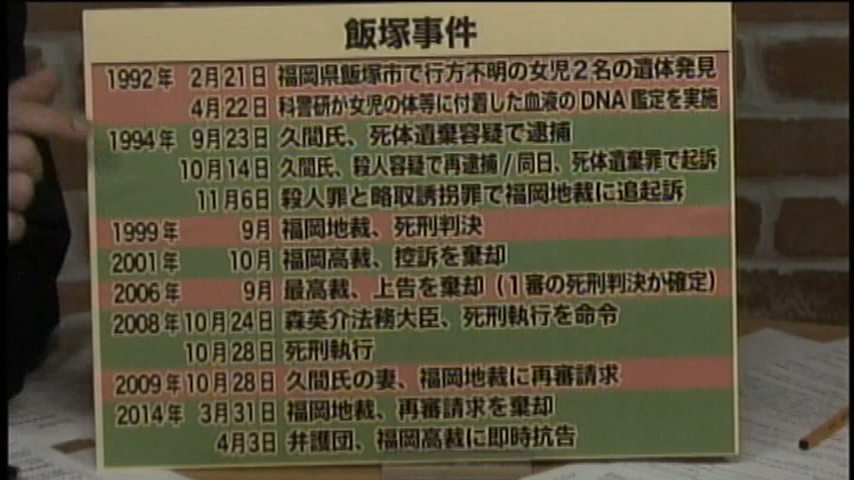 飯塚事件
1992年 2月21日 福岡県飯塚市で行方不明の女児2名の遺体発見
4月22日 科警研が女児の体等に付着した血液のDNA鑑定を実施
1994年 9月23日 久間氏、死体遺棄容疑で逮捕
10月14日 久間氏、殺人容疑で再逮捕/同日、死体遺棄罪で起訴
11月6日 殺人罪と略取誘拐罪で福岡地裁に追起訴
1999年 9月 福岡地裁、死刑判決
2001年 10月 福岡高裁、控訴を棄却
2006年 9月 最高裁、上告を棄却（1審の死刑判決が確定）
2008年10月24日 森英介法務大臣、死刑執行を命令
10月28日 死刑執行
2009年10月28日 久間氏の妻、福岡地裁に再審請求
2014年 3月31日 福岡地裁、再審請求を棄却
4月3日 弁護団、福岡高裁に即時抗告